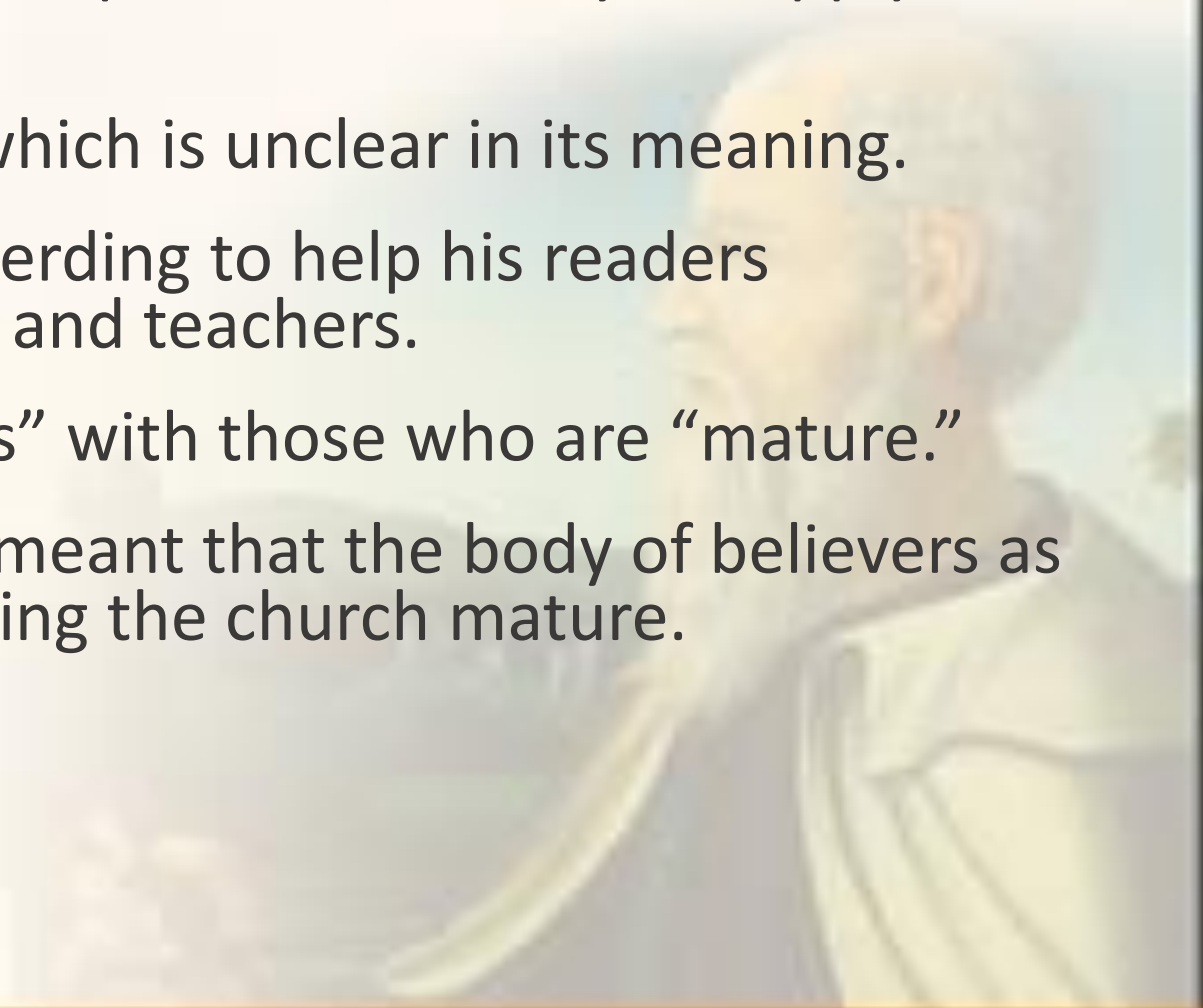 which is unclear in its meaning.
erding to help his readers
and teachers.
s” with those who are “mature.”
meant that the body of believers as
ing the church mature.